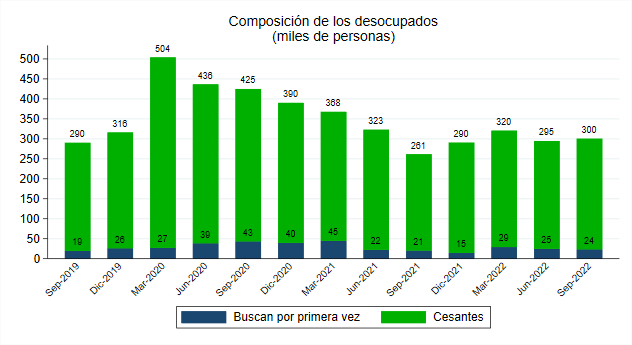 Composición de los desocupados
(miles de personas)
500
450
400
350
300
250
200
150
100
50
0
290 316 504 436 425 390 368 323 261 290 320 295 300
19 26 27 39 43 40 45 22 21 15 29 25 24
Sep-2019 Dic-2019 Mar-2020 Jun-2020 Sep-2020 Dic-2020 Mar-2021 Jun-2021 Sep-2021 Dic-2021 Mar-2022 Jun-2022 Sep-2022
Buscan por primera vez Cesantes